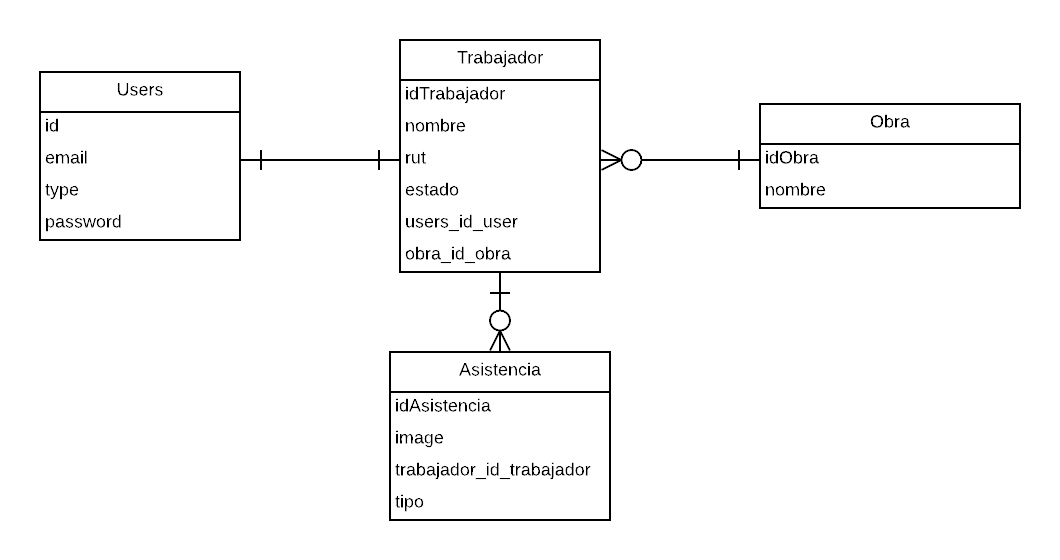 Users
id
email
type
password
Trabajador
idTrabajador
nombre
rut
estado
users_id_user
obra_id_obra
Obra
idObra
nombre
Asistencia
idAsistencia
image
trabajador_id_trabajador
tipo